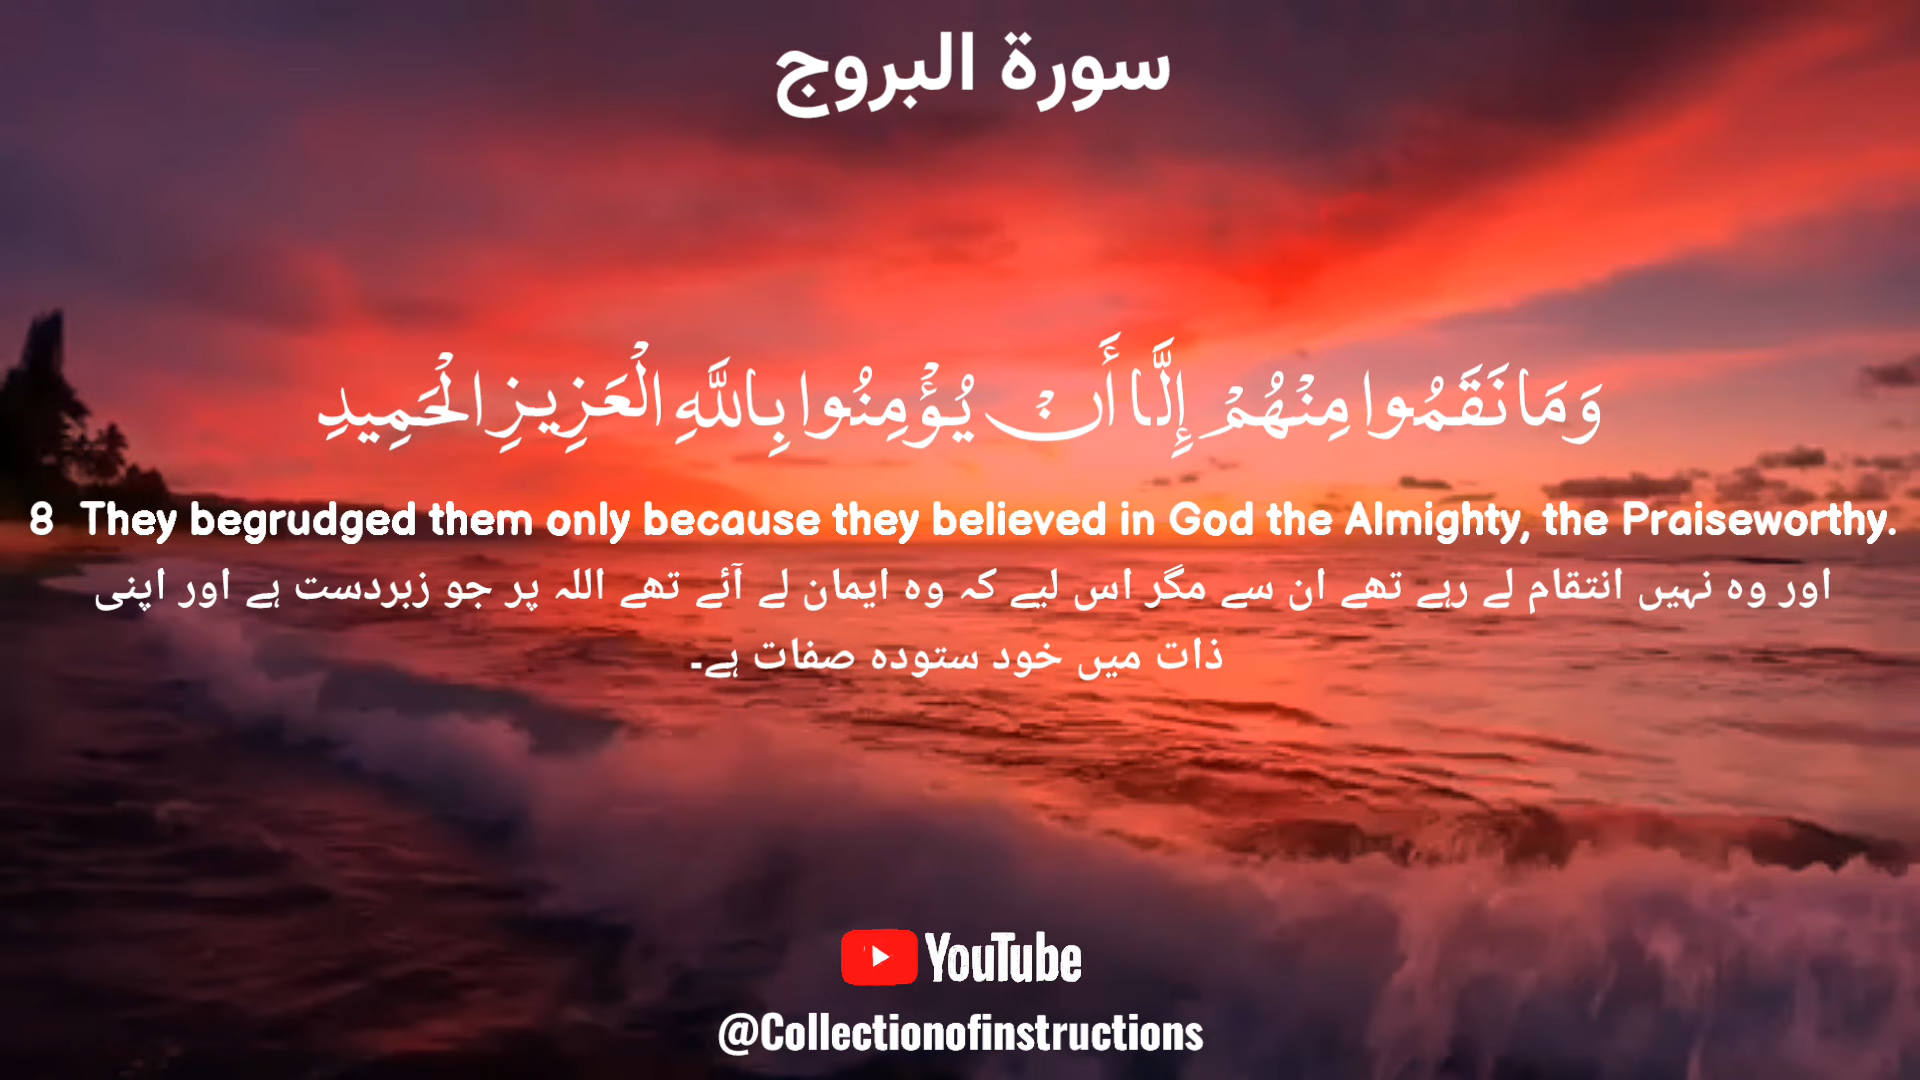 سورة البروج
وَمَا نَقَمُوا مِنْهُمْ إِلَّا أَنْ يُؤْمِنُوا بِاللَّهِ الْعَزِيزِ الْحَمِيدِ
8 They begrudged them only because they believed in God the Almighty, the Praiseworthy.
اور وہ نہیں انتقام لے رہے تھے ان سے مگر اس لیے کہ وہ ایمان لے آئے تھے اللہ پر جو زبردست ہے اور اپنی
ذات میں خود ستودہ صفات ہے۔
YouTube
@Collectionofinstructions